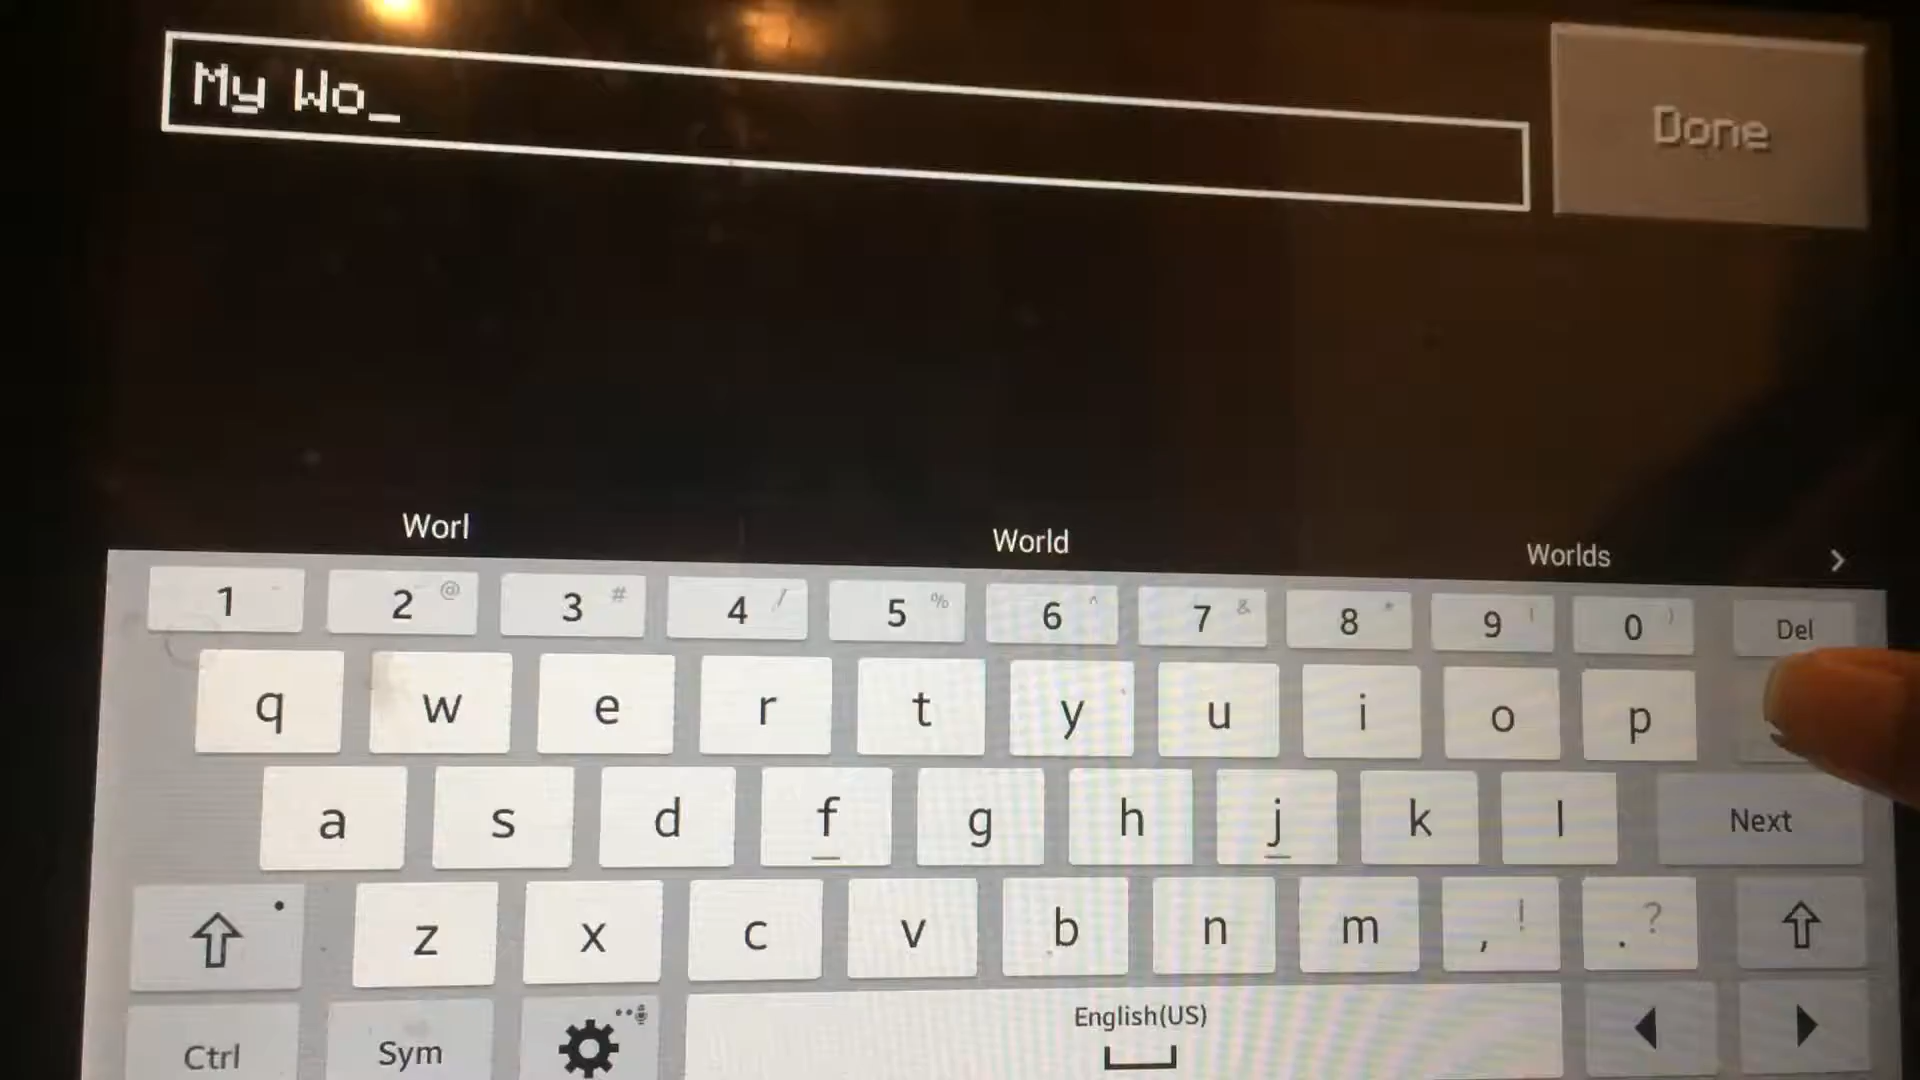 My Wo_
Done
Worl World Worlds >
1 2 @ 3 # 4 / 5 % 6 ^ 7 & 8 * 9 ( 0 ) Del
q w e r t y u i o p
a s d f g h j k l Next
z x c v b n m , ! . ?
Ctrl Sym English(US)